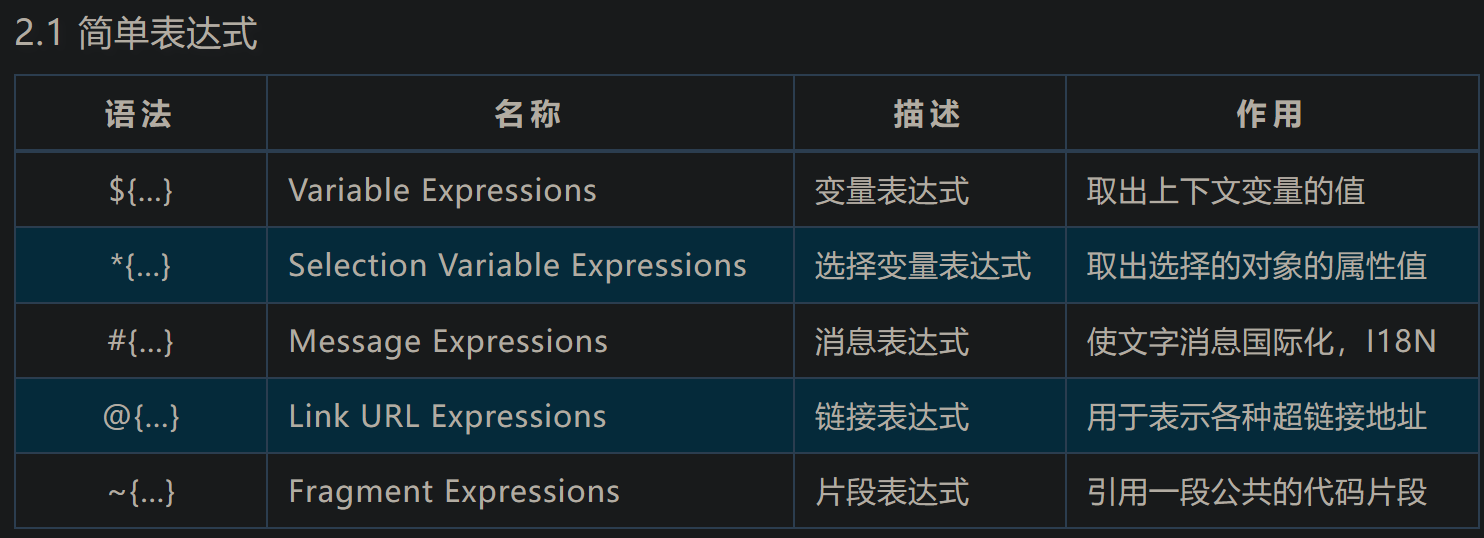 2.1 简单表达式
语法 名称 描述 作用
${...} Variable Expressions 变量表达式 取出上下文变量的值
*{...} Selection Variable Expressions 选择变量表达式 取出选择的对象的属性值
#{...} Message Expressions 消息表达式 使文字消息国际化，I18N
@{...} Link URL Expressions 链接表达式 用于表示各种超链接地址
~{...} Fragment Expressions 片段表达式 引用一段公共的代码片段